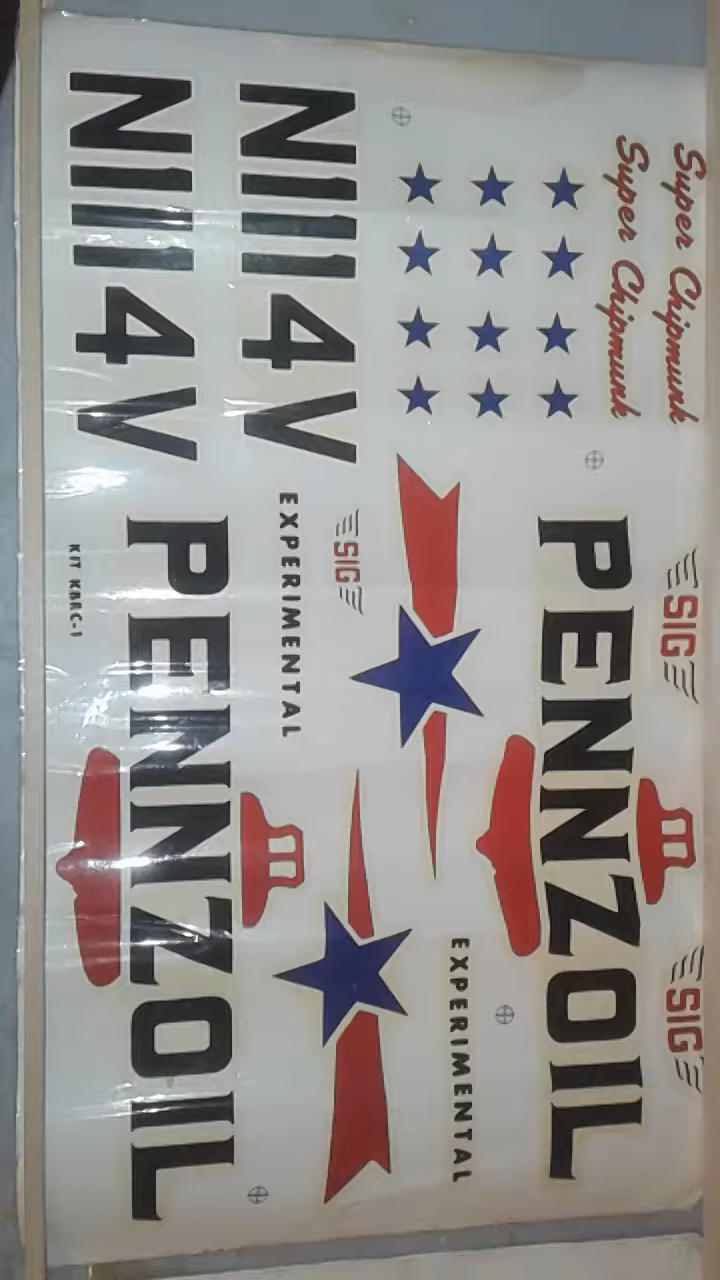 Super Chipmunk
SIG
SIG
Super Chipmunk
PENNZOIL
EXPERIMENTAL
SIG
N1114V
EXPERIMENTAL
PENNZOIL
N1114V
KIT KBRC-1